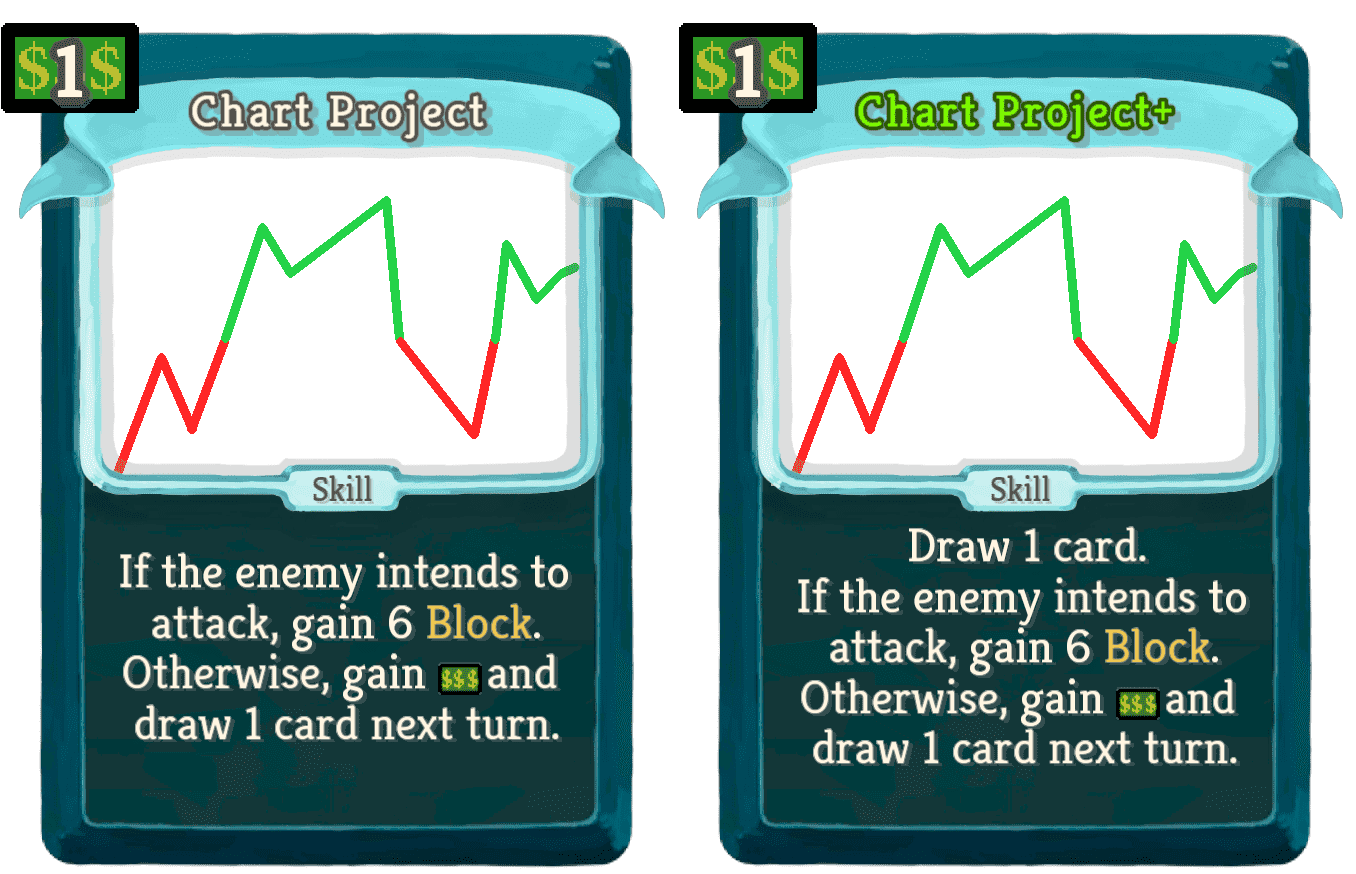 $1$
Chart Project
Skill
If the enemy intends to
attack, gain 6 Block.
Otherwise, gain $$$ and
draw 1 card next turn.
$1$
Chart Project+
Skill
Draw 1 card.
If the enemy intends to
attack, gain 6 Block.
Otherwise, gain $$$ and
draw 1 card next turn.